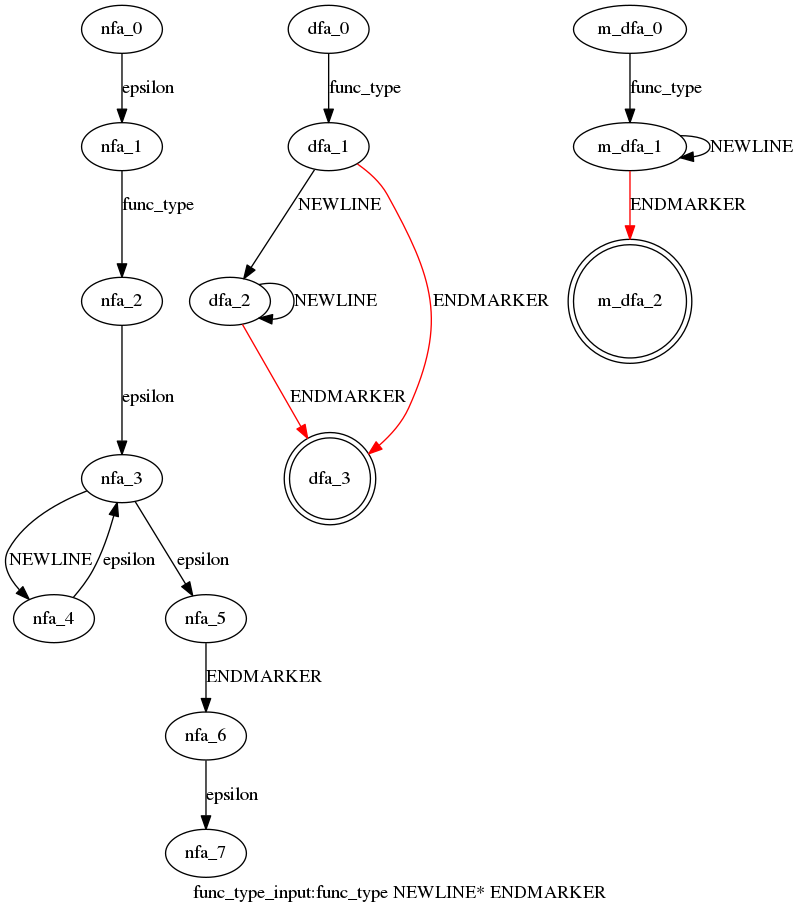 nfa_0
epsilon
nfa_1
func_type
nfa_2
epsilon
nfa_3
NEWLINE
epsilon
epsilon
nfa_4
nfa_5
ENDMARKER
nfa_6
epsilon
nfa_7
dfa_0
func_type
dfa_1
NEWLINE
dfa_2
NEWLINE
ENDMARKER
ENDMARKER
dfa_3
m_dfa_0
func_type
m_dfa_1
NEWLINE
ENDMARKER
m_dfa_2
func_type_input:func_type NEWLINE* ENDMARKER